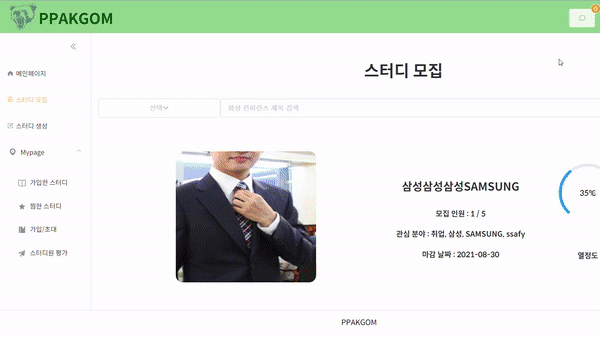 PPAKGOM
6
메인페이지
스터디 모집
스터디 생성
Mypage
가입한 스터디
찜한 스터디
가입/초대
스터디원 평가
스터디 모집
선택
화상 컨퍼런스 제목 검색
삼성삼성삼성SAMSUNG
모집 인원 : 1 / 5
관심 분야 : 취업, 삼성, SAMSUNG, ssafy
마감 날짜 : 2021-08-30
35%
열정도
PPAKGOM